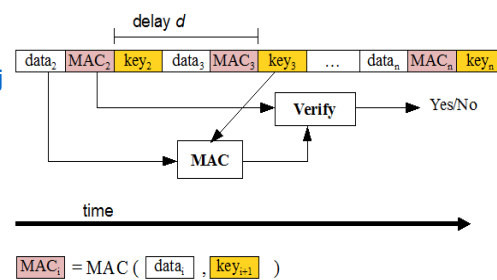 delay d
data2 MAC2 key2 data3 MAC3 key3 ... datan MACn keyn
j
Verify
Yes/No
MAC
time
MACi = MAC ( datai , keyi+1 )